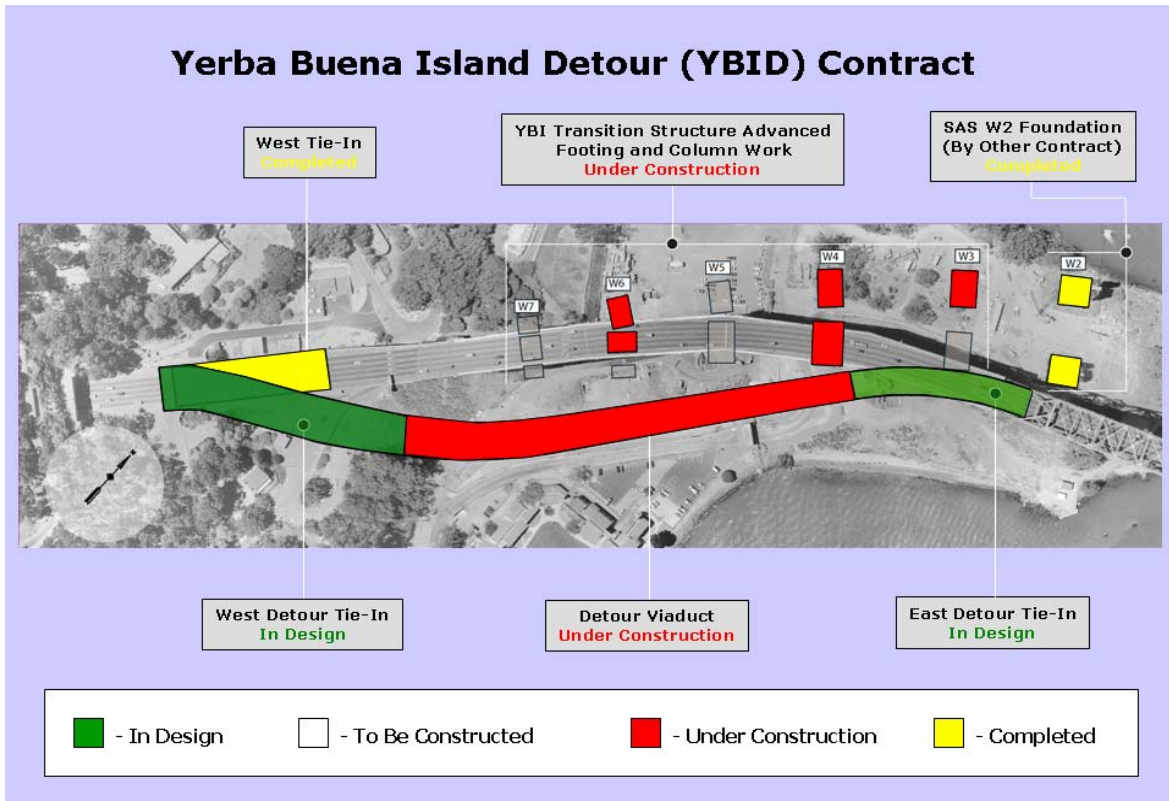 Yerba Buena Island Detour (YBID) Contract
West Tie-In
Completed
YBI Transition Structure Advanced
Footing and Column Work
Under Construction
SAS W2 Foundation
(By Other Contract)
Completed
W7
W6
W5
W4
W3
W2
West Detour Tie-In
In Design
Detour Viaduct
Under Construction
East Detour Tie-In
In Design
- In Design
- To Be Constructed
- Under Construction
- Completed